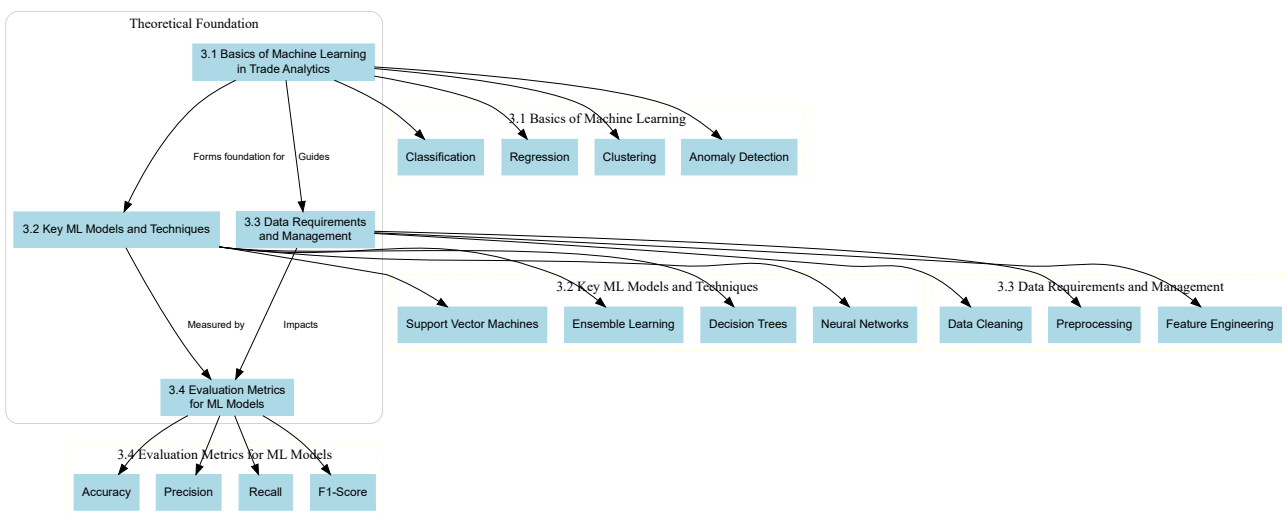 Theoretical Foundation
3.1 Basics of Machine Learning
in Trade Analytics
3.1 Basics of Machine Learning
Classification
Regression
Clustering
Anomaly Detection
Forms foundation for
Guides
3.2 Key ML Models and Techniques
3.3 Data Requirements
and Management
3.2 Key ML Models and Techniques
3.3 Data Requirements and Management
Support Vector Machines
Ensemble Learning
Decision Trees
Neural Networks
Data Cleaning
Preprocessing
Feature Engineering
Measured by
Impacts
3.4 Evaluation Metrics
for ML Models
3.4 Evaluation Metrics for ML Models
Accuracy
Precision
Recall
F1-Score